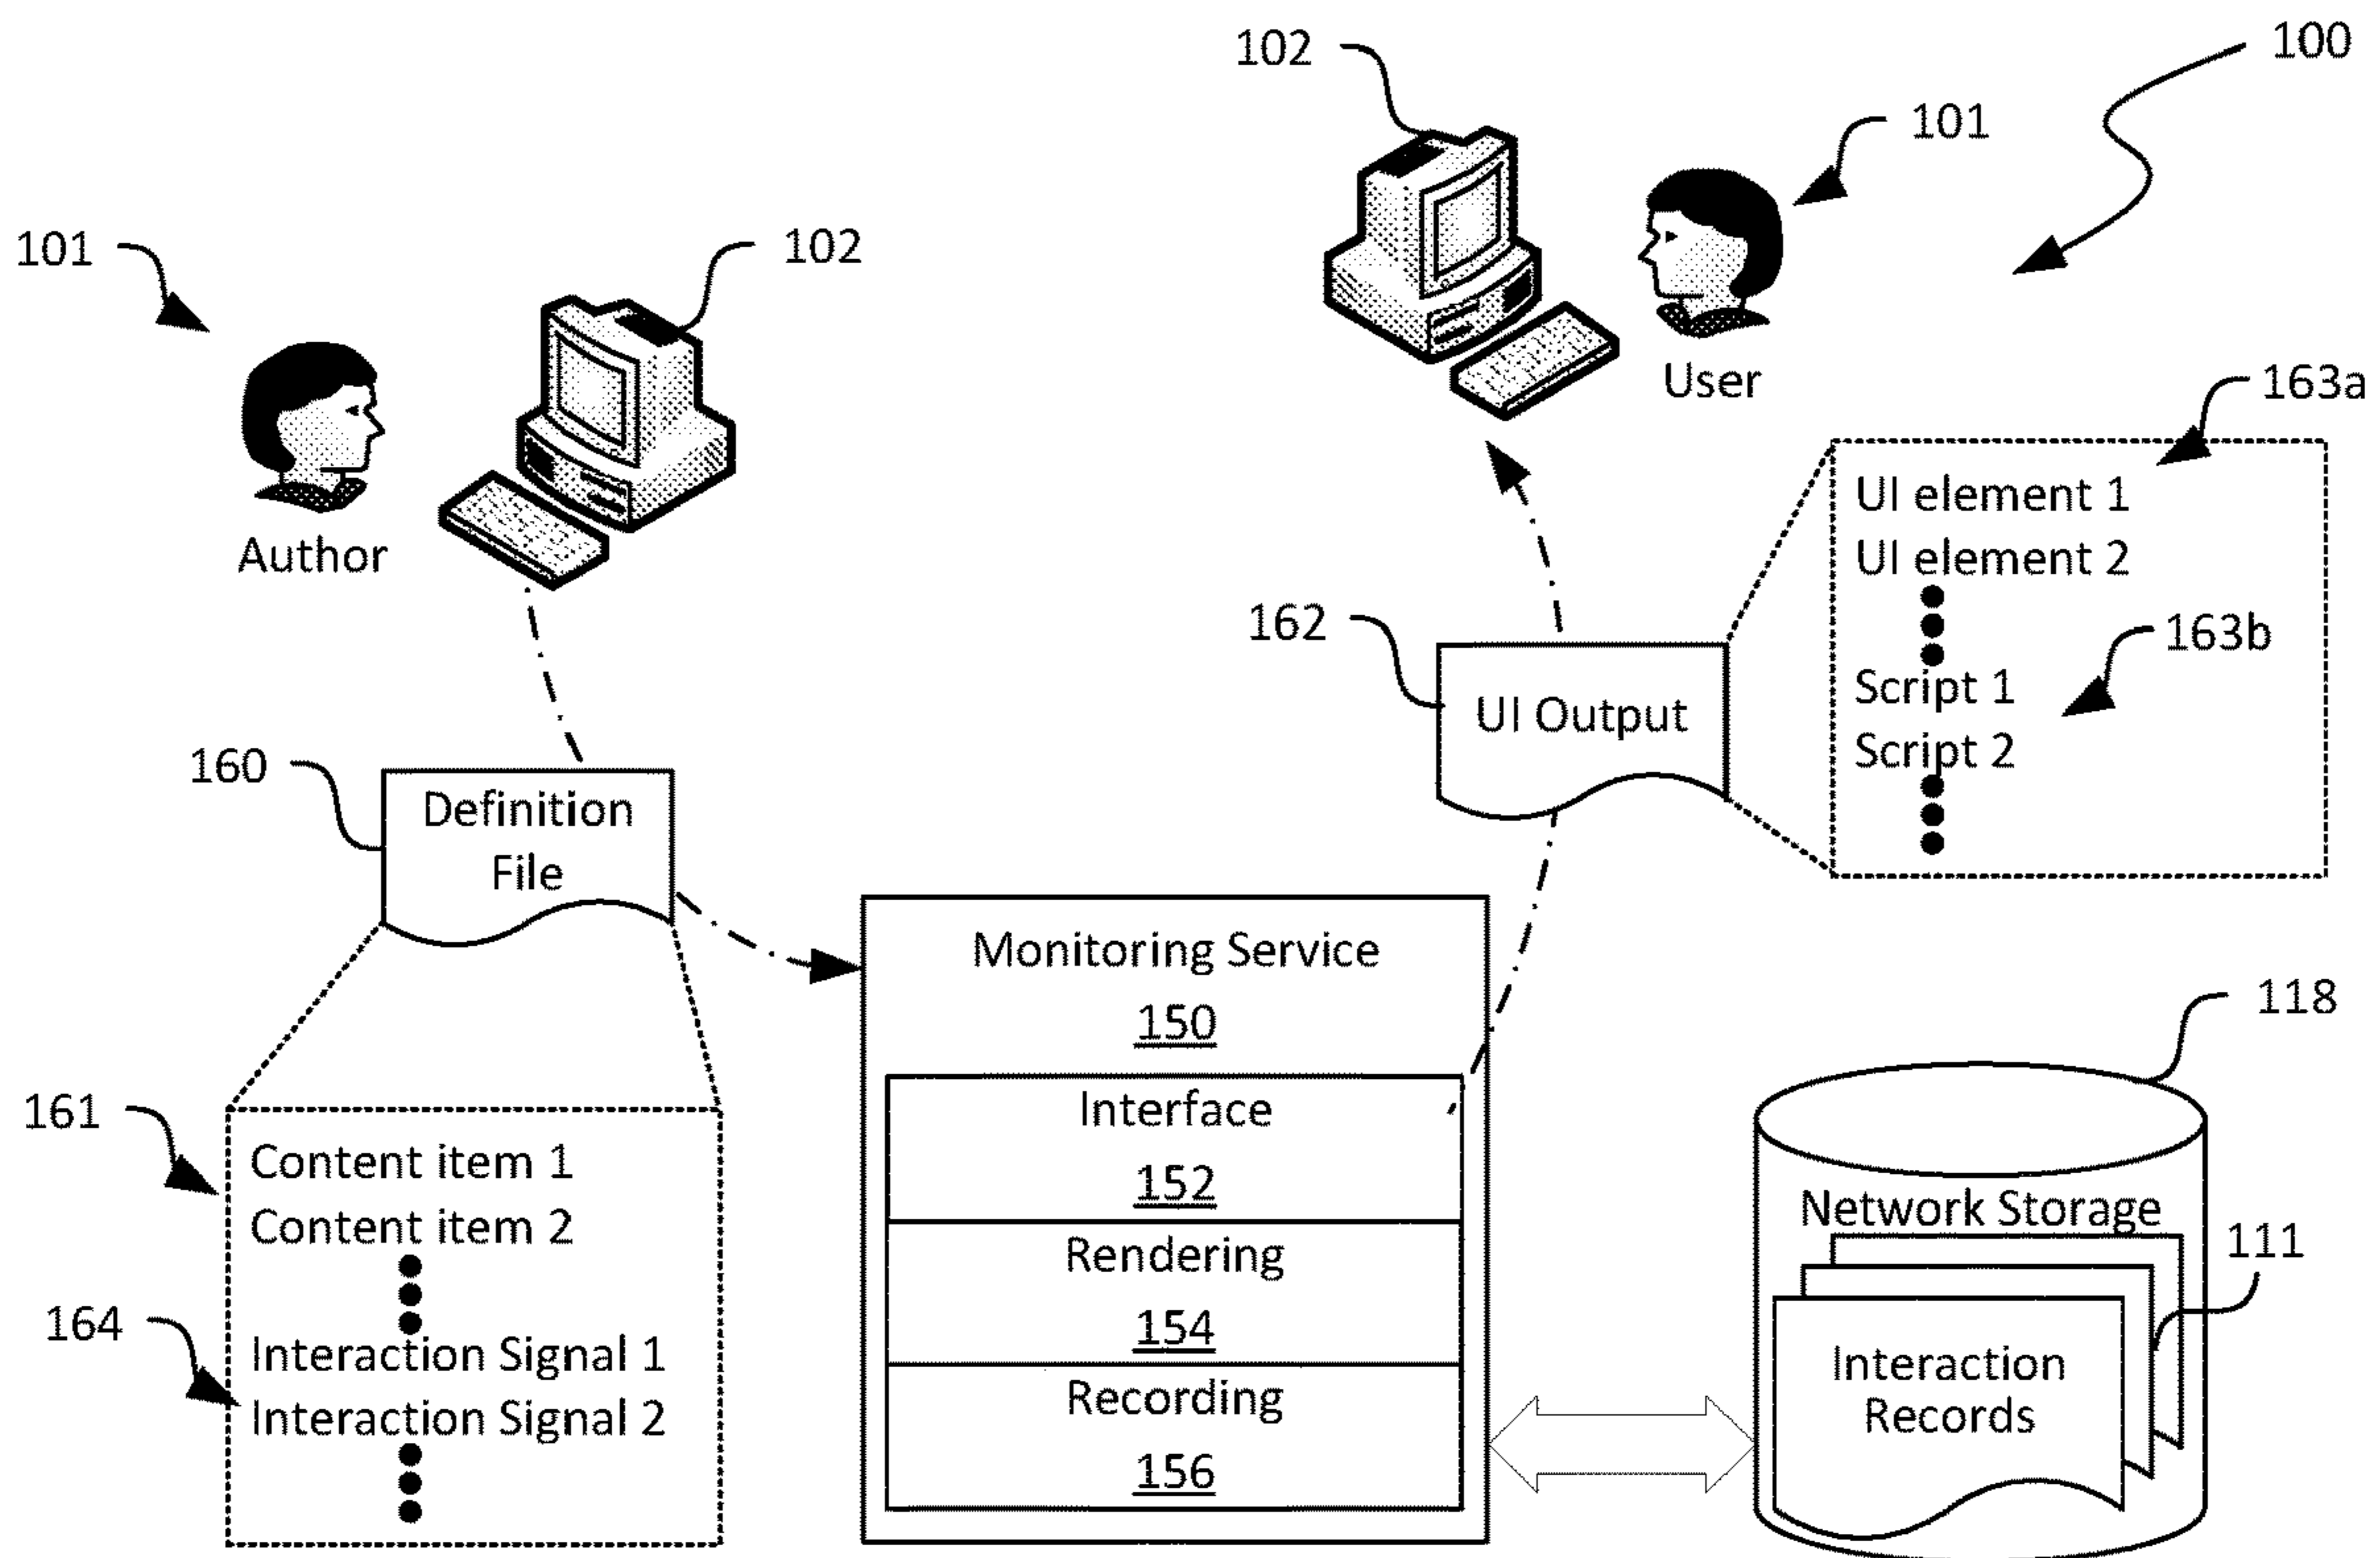 102
100
101
101
102
User
163a
UI element 1
UI element 2
Author
162
163b
UI Output
Script 1
Script 2
160
Definition
File
Monitoring Service
150
118
161
Content item 1
Content item 2
Interface
152
Network Storage
111
Rendering
154
164
Interaction Signal 1
Interaction Signal 2
Recording
156
Interaction
Records